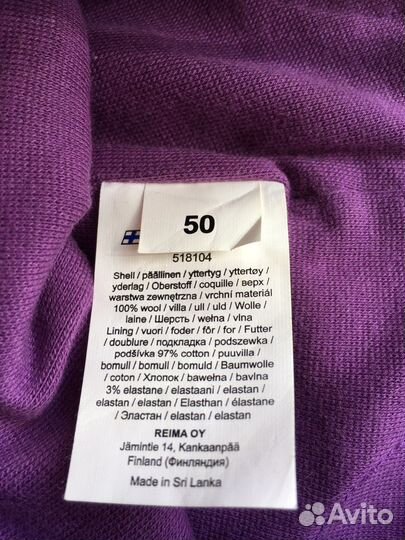 50
518104
Shell / päällinen / yttertyg / yttertøy /
yderlag / Oberstoff / coquille / верх /
warstwa zewnętrzna / vrchní materiál
100% wool / villa / ull / uld / Wolle /
laine / Шерсть / wełna / vlna
Lining / vuori / foder / fôr / for / Futter
/ doublure / подкладка / podszewka /
podšívka 97% cotton / puuvilla /
bomull / bomull / bomuld / Baumwolle
/ coton / Хлопок / bawełna / bavlna
3% elastane / elastaani / elastan /
elastan / elastan / Elasthan / élastane
/ Эластан / elastan / elastan
REIMA OY
Jämintie 14, Kankaanpää
Finland (Финляндия)
Made in Sri Lanka
Avito